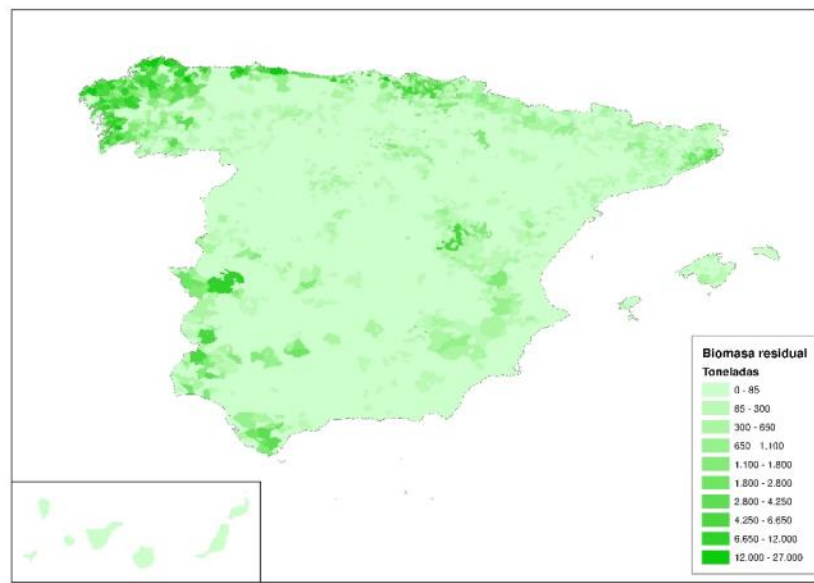 Biomasa residual
Toneladas
0 - 85
85 - 300
300 - 650
650 - 1.100
1.100 - 1.800
1.800 - 2.800
2.800 - 4.250
4.250 - 6.650
6.650 - 12.000
12.000 - 27.000